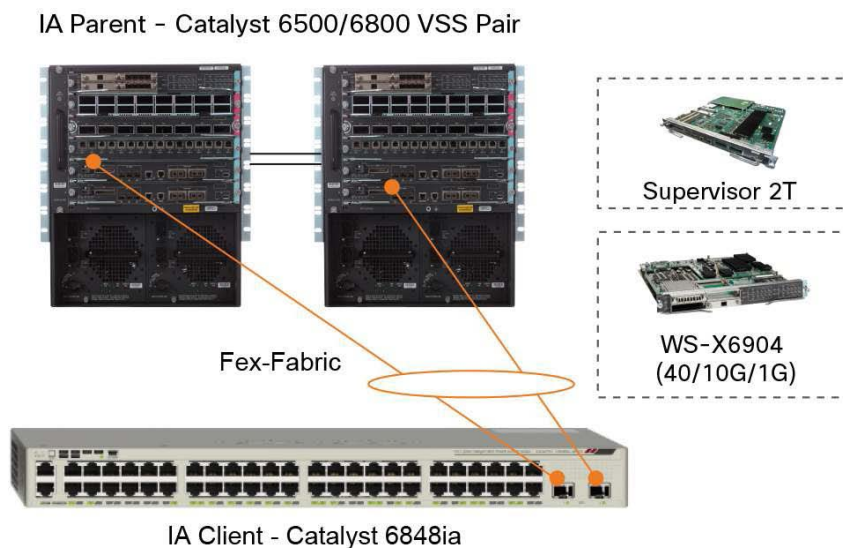 IA Parent – Catalyst 6500/6800 VSS Pair
Supervisor 2T
WS-X6904
(40/10G/1G)
Fex-Fabric
IA Client - Catalyst 6848ia